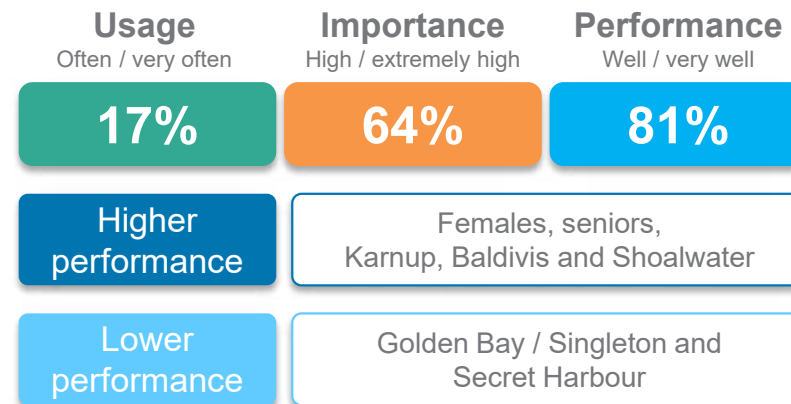 Usage Importance Performance
Often / very often High / extremely high Well / very well
17% 64% 81%
Higher
performance
Females, seniors,
Karnup, Baldivis and Shoalwater
Lower
performance
Golden Bay / Singleton and
Secret Harbour